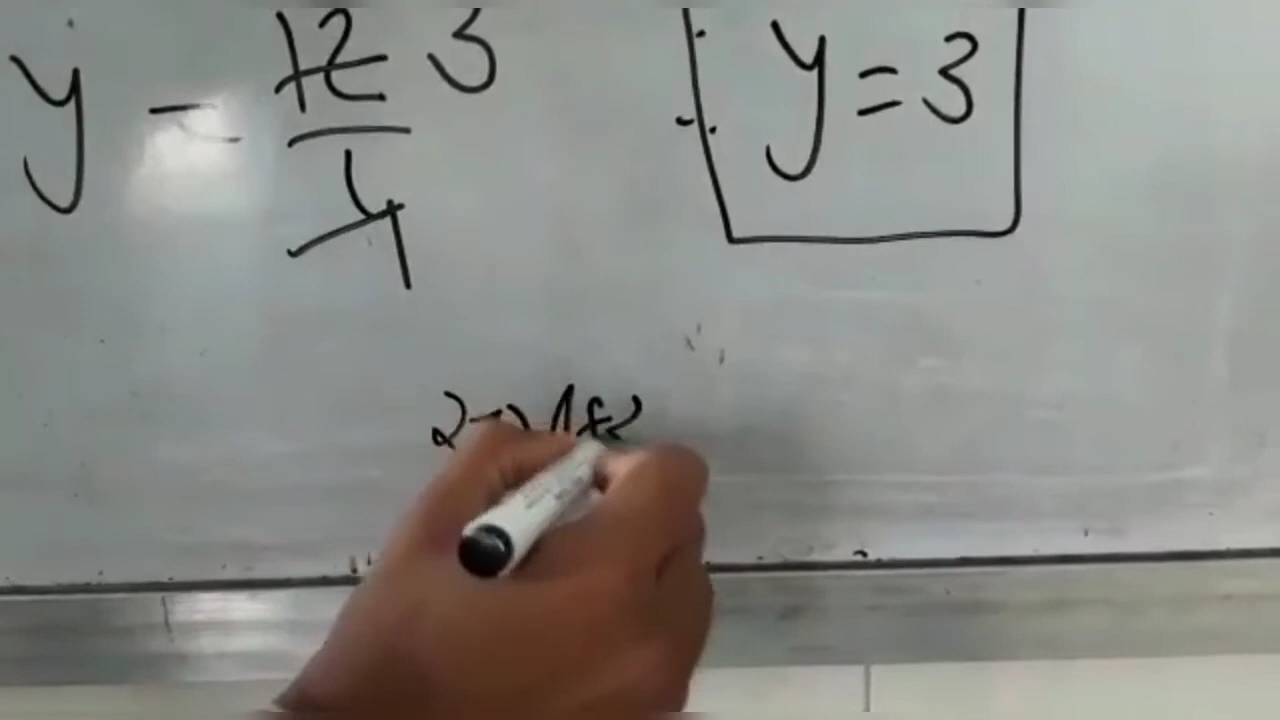 y = 12 3
4
y = 3